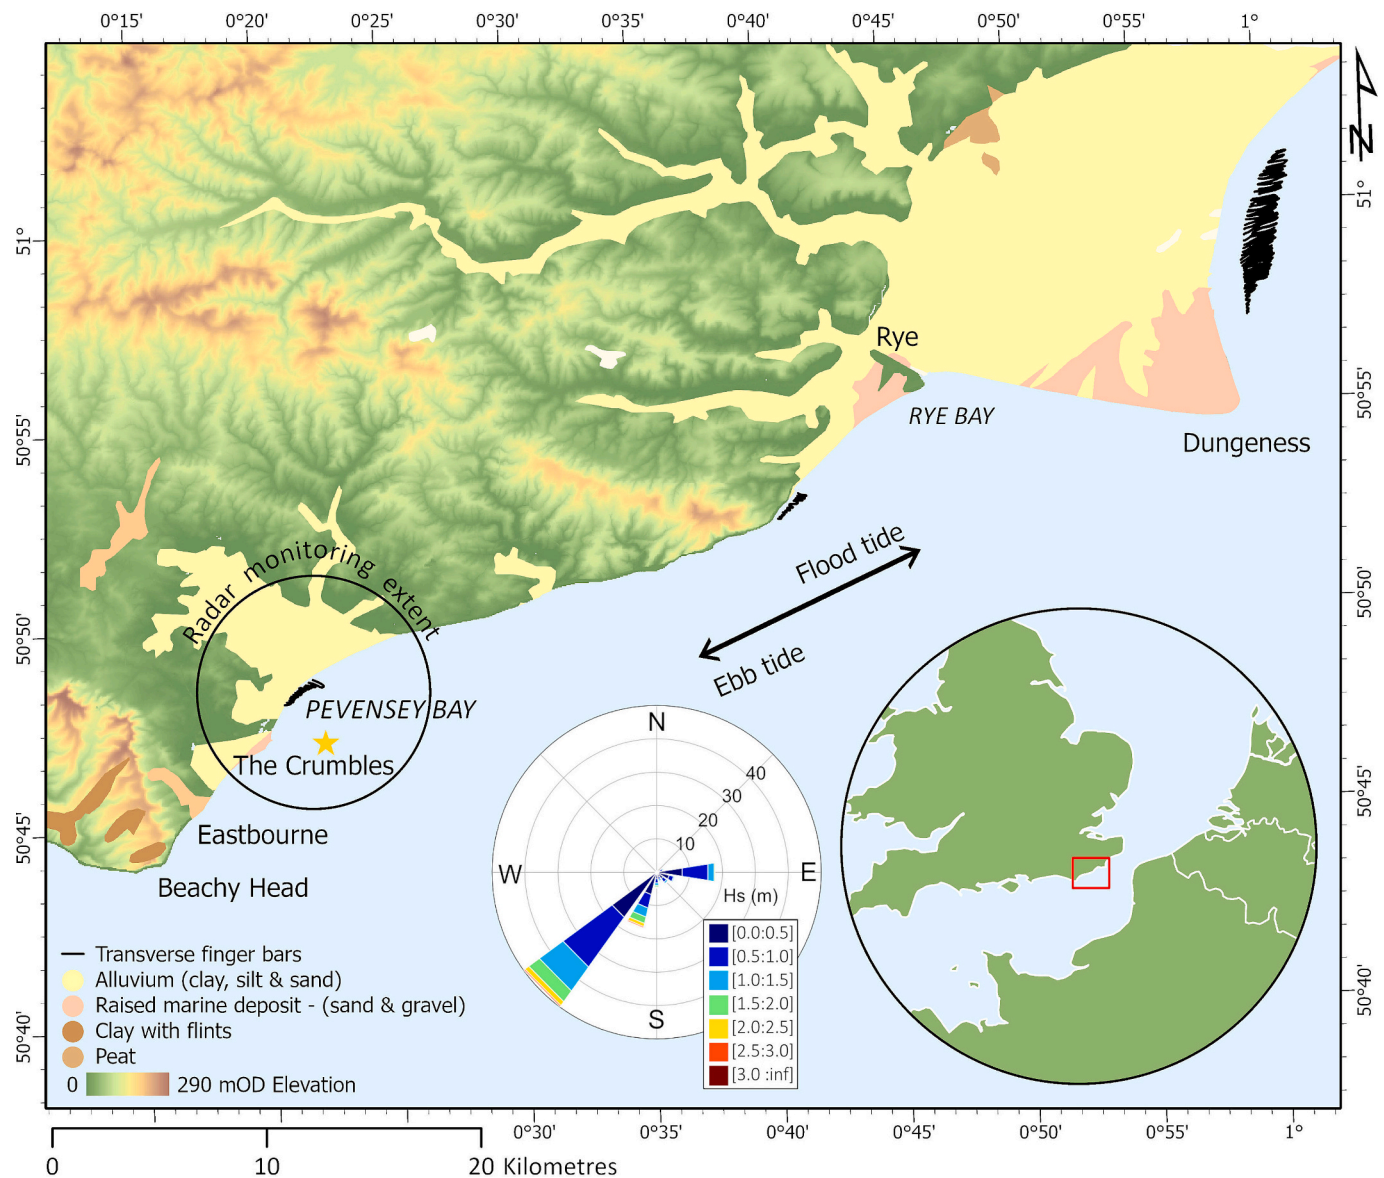 0°15' 0°20' 0°25' 0°30' 0°35' 0°40' 0°45' 0°50' 0°55' 1°
N
51°
51°
Rye
RYE BAY
50°55'
50°55'
Dungeness
Flood tide
Ebb tide
Radar monitoring extent
50°50'
50°50'
PEVENSEY BAY
The Crumbles
Eastbourne
Beachy Head
50°45'
50°45'
N
40
30
20
10
W
E
S
Hs (m)
[0.0:0.5]
[0.5:1.0]
[1.0:1.5]
[1.5:2.0]
[2.0:2.5]
[2.5:3.0]
[3.0 :inf]
Transverse finger bars
Alluvium (clay, silt & sand)
Raised marine deposit - (sand & gravel)
Clay with flints
Peat
0 290 mOD Elevation
50°40'
50°40'
0°30' 0°35' 0°40' 0°45' 0°50' 0°55' 1°
0 10 20 Kilometres